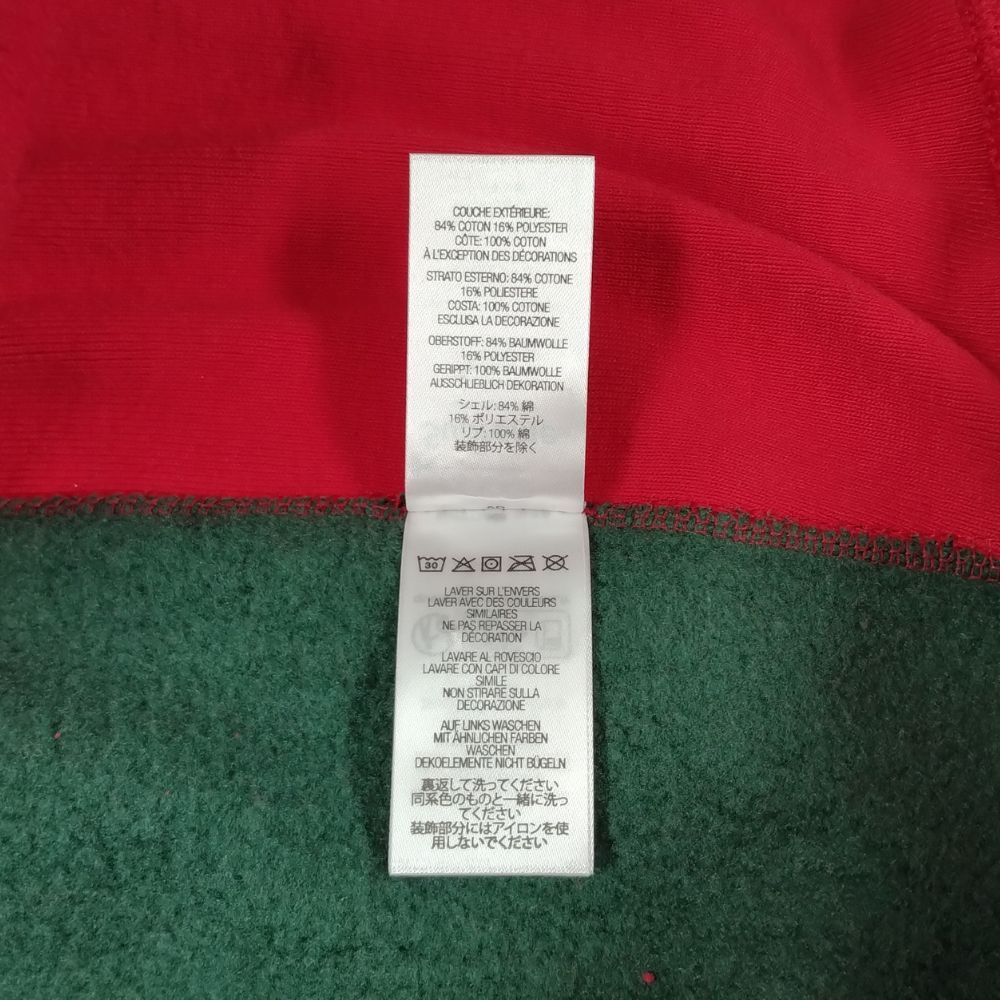 COUCHE EXTÉRIEURE:
84% COTON 16% POLYESTER
CÔTE: 100% COTON
À L'EXCEPTION DES DÉCORATIONS
STRATO ESTERNO: 84% COTONE
16% POLIESTERE
COSTA: 100% COTONE
ESCLUSA LA DECORAZIONE
OBERSTOFF: 84% BAUMWOLLE
16% POLYESTER
GERIPPT: 100% BAUMWOLLE
AUSSCHLIEBLICH DEKORATION
シェル: 84% 綿
16% ポリエステル
リブ: 100% 綿
装飾部分を除く
30
LAVER SUR L'ENVERS
LAVER AVEC DES COULEURS
SIMILAIRES
NE PAS REPASSER LA
DÉCORATION
LAVARE AL ROVESCIO
LAVARE CON CAPI DI COLORE
SIMILE
NON STIRARE SULLA
DECORAZIONE
AUF LINKS WASCHEN
MIT ÄHNLICHEN FARBEN
WASCHEN
DEKOELEMENTE NICHT BÜGELN
裏返して洗ってください
同系色のものと一緒に洗っ
てください
装飾部分にはアイロンを使
用しないでください